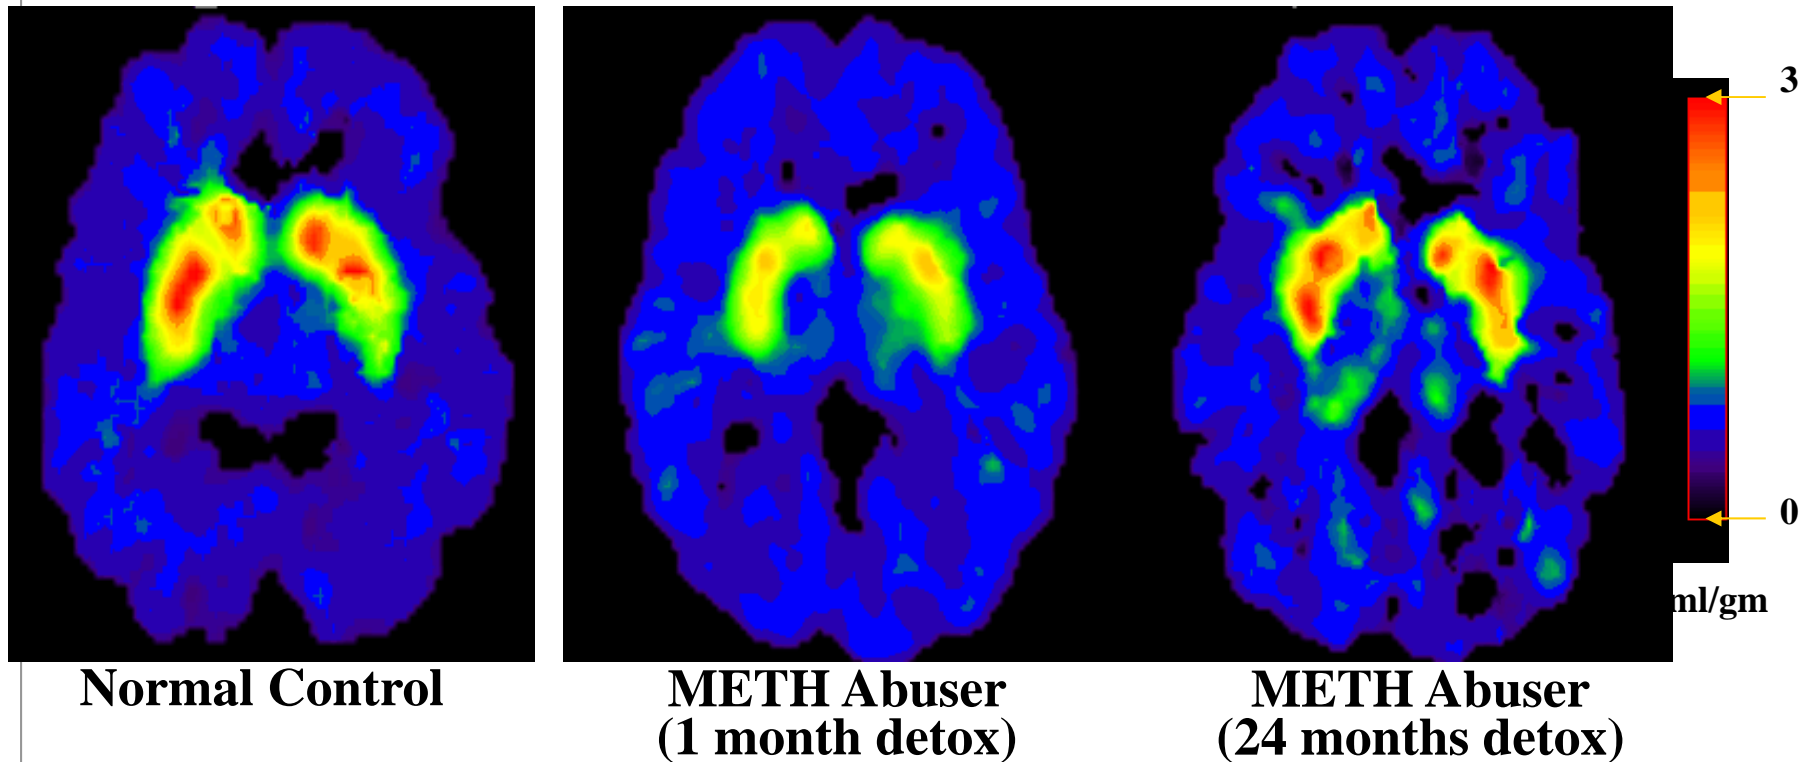 3
0
ml/gm
Normal Control
METH Abuser
(1 month detox)
METH Abuser
(24 months detox)